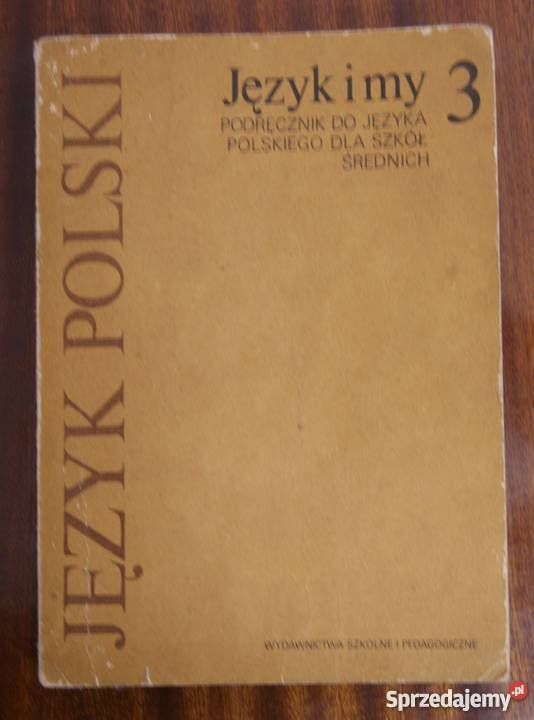 JĘZYK POLSKI
Język i my 3
PODRĘCZNIK DO JĘZYKA
POLSKIEGO DLA SZKÓŁ
ŚREDNICH
WYDAWNICTWA SZKOLNE I PEDAGOGICZNE
Sprzedajemy.pl